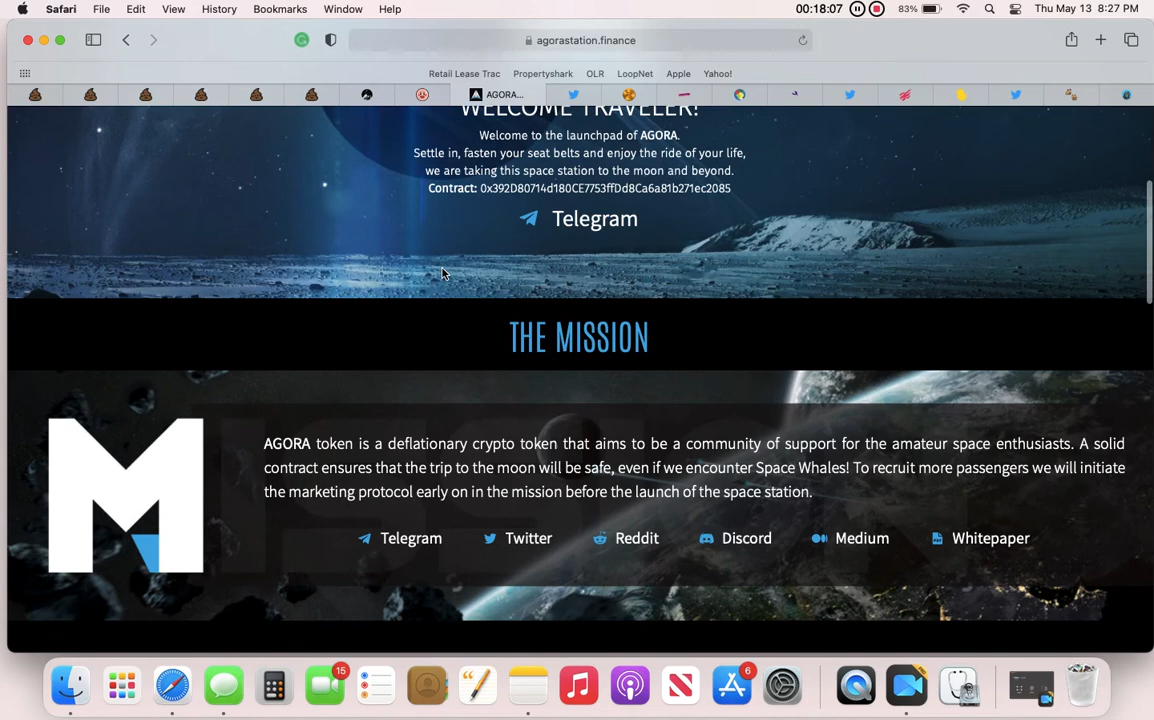 Safari File Edit View History Bookmarks Window Help 00:18:07 83% Thu May 13 8:27 PM
agorastation.finance
Retail Lease Trac Propertyshark OLR LoopNet Apple Yahoo!
AGORA...
WELCOME TRAVELER!
Welcome to the launchpad of AGORA.
Settle in, fasten your seat belts and enjoy the ride of your life,
we are taking this space station to the moon and beyond.
Contract: 0x392D80714d180CE7753ffDd8Ca6a81b271ec2085
Telegram
THE MISSION
M
AGORA token is a deflationary crypto token that aims to be a community of support for the amateur space enthusiasts. A solid
contract ensures that the trip to the moon will be safe, even if we encounter Space Whales! To recruit more passengers we will initiate
the marketing protocol early on in the mission before the launch of the space station.
Telegram Twitter Reddit Discord Medium Whitepaper
15
6